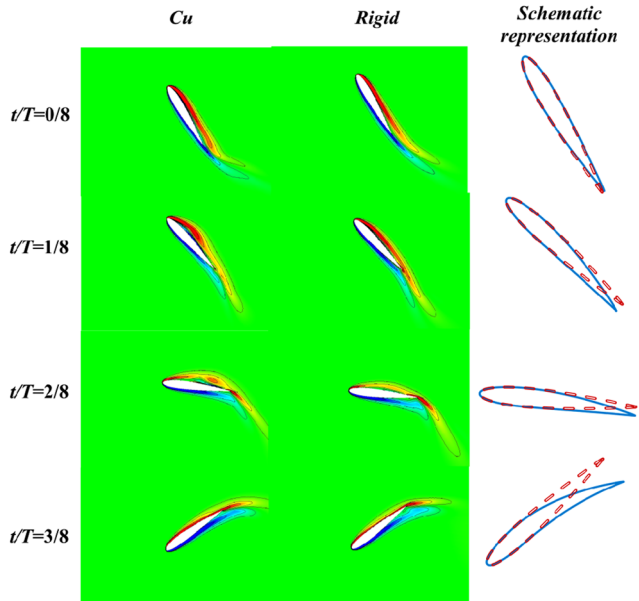 Cu
Rigid
Schematic
representation
t/T=0/8
t/T=1/8
t/T=2/8
t/T=3/8